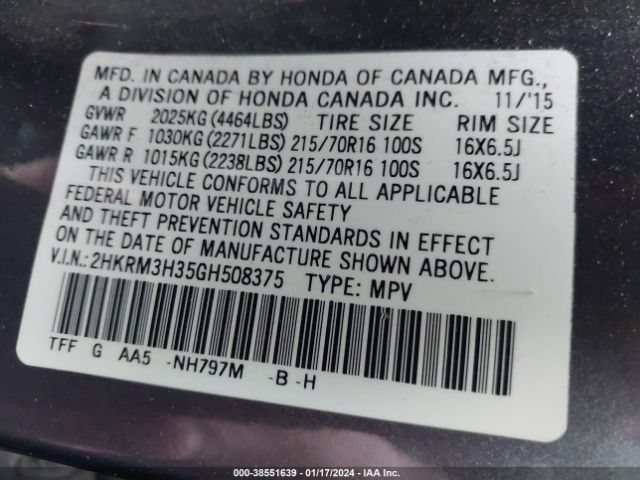 MFD. IN CANADA BY HONDA OF CANADA MFG.,
A DIVISION OF HONDA CANADA INC. 11/'15
GVWR 2025KG (4464LBS) TIRE SIZE RIM SIZE
GAWR F 1030KG (2271LBS) 215/70R16 100S 16X6.5J
GAWR R 1015KG (2238LBS) 215/70R16 100S 16X6.5J
THIS VEHICLE CONFORMS TO ALL APPLICABLE
FEDERAL MOTOR VEHICLE SAFETY
AND THEFT PREVENTION STANDARDS IN EFFECT
ON THE DATE OF MANUFACTURE SHOWN ABOVE.
V.I.N.: 2HKRM3H35GH508375 TYPE: MPV
TFF G AA5 -NH797M -B -H
000-38551639 - 01/17/2024 - IAA Inc.